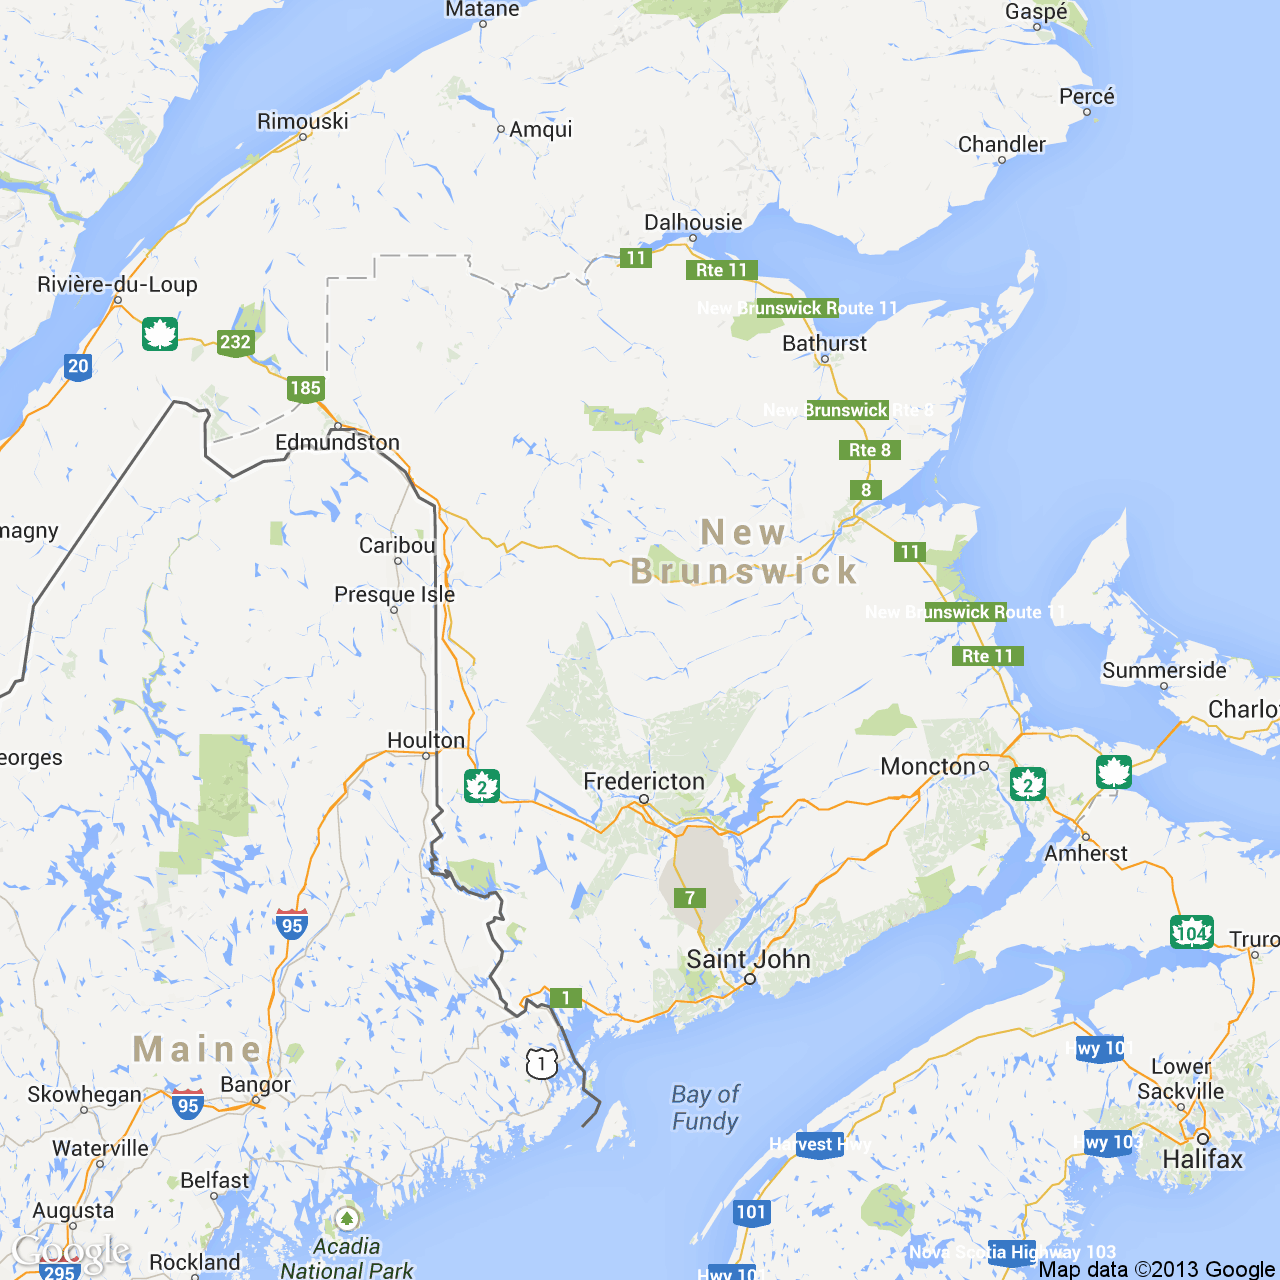 Matane
Gaspé
Percé
Rimouski
Amqui
Chandler
Dalhousie
11
Rte 11
Rivière-du-Loup
New Brunswick Route 11
232
Bathurst
20
185
New Brunswick Rte 8
Edmundston
Rte 8
8
magny
New
Brunswick
Caribou
11
Presque Isle
New Brunswick Route 11
Rte 11
Summerside
Charlot
Houlton
eorges
Moncton
Fredericton
2
2
Amherst
7
95
104
Truro
Saint John
1
Maine
Hwy 101
1
Lower
Sackville
Skowhegan
Bangor
95
Bay of
Fundy
Harvest Hwy
Hwy 103
Waterville
Halifax
Belfast
Augusta
101
Acadia
National Park
Google
Rockland
Nova Scotia Highway 103
295
Hwy 101
Map data ©2013 Google